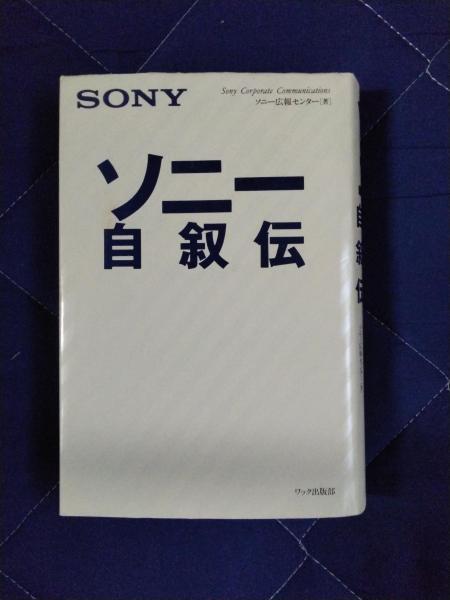 SONY
Sony Corporate Communications
ソニー広報センター[著]
ソニー
自叙伝
ワック出版部